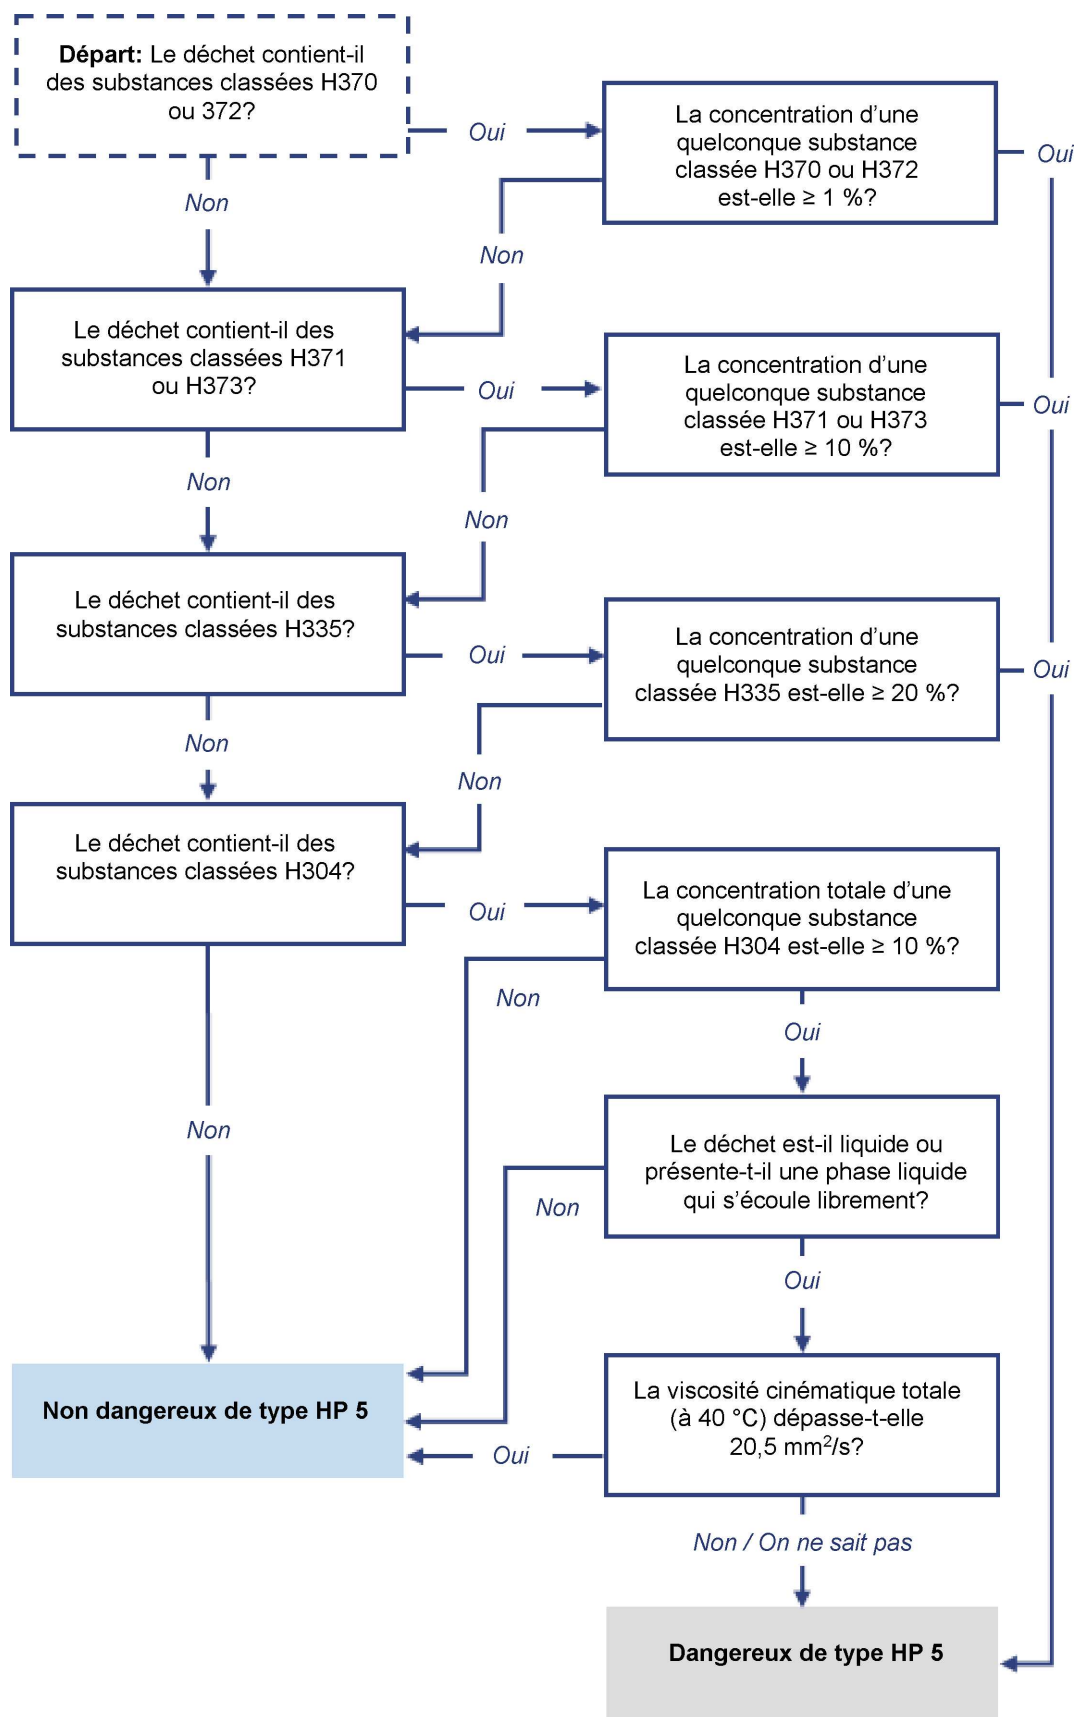 Départ: Le déchet contient-il
des substances classées H370
ou 372?
Oui
La concentration d'une
quelconque substance
classée H370 ou H372
est-elle ≥ 1 %?
Oui
Non
Non
Le déchet contient-il des
substances classées H371
ou H373?
Oui
La concentration d'une
quelconque substance
classée H371 ou H373
est-elle ≥ 10 %?
Oui
Non
Non
Le déchet contient-il des
substances classées H335?
Oui
La concentration d'une
quelconque substance
classée H335 est-elle ≥ 20 %?
Oui
Non
Non
Le déchet contient-il des
substances classées H304?
Oui
La concentration totale d'une
quelconque substance
classée H304 est-elle ≥ 10 %?
Non
Oui
Non
Le déchet est-il liquide ou
présente-t-il une phase liquide
qui s'écoule librement?
Non
Oui
La viscosité cinématique totale
(à 40 °C) dépasse-t-elle
20,5 mm²/s?
Oui
Non dangereux de type HP 5
Non / On ne sait pas
Dangereux de type HP 5